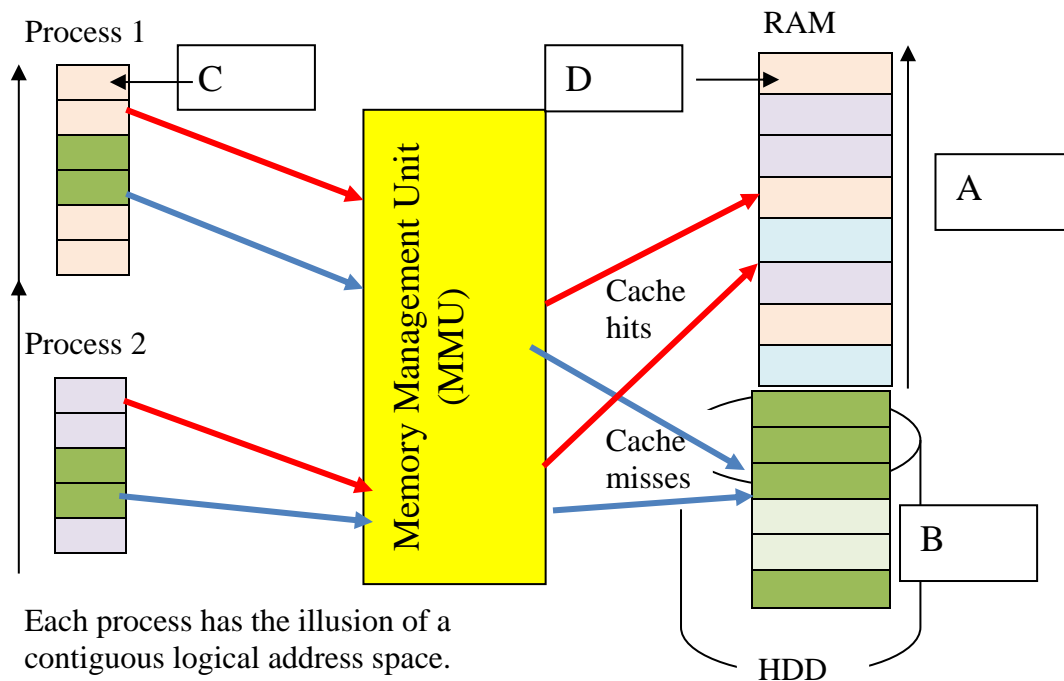 Process 1
C
D
RAM
A
Memory Management Unit
(MMU)
Cache
hits
Process 2
Cache
misses
B
Each process has the illusion of a
contiguous logical address space.
HDD